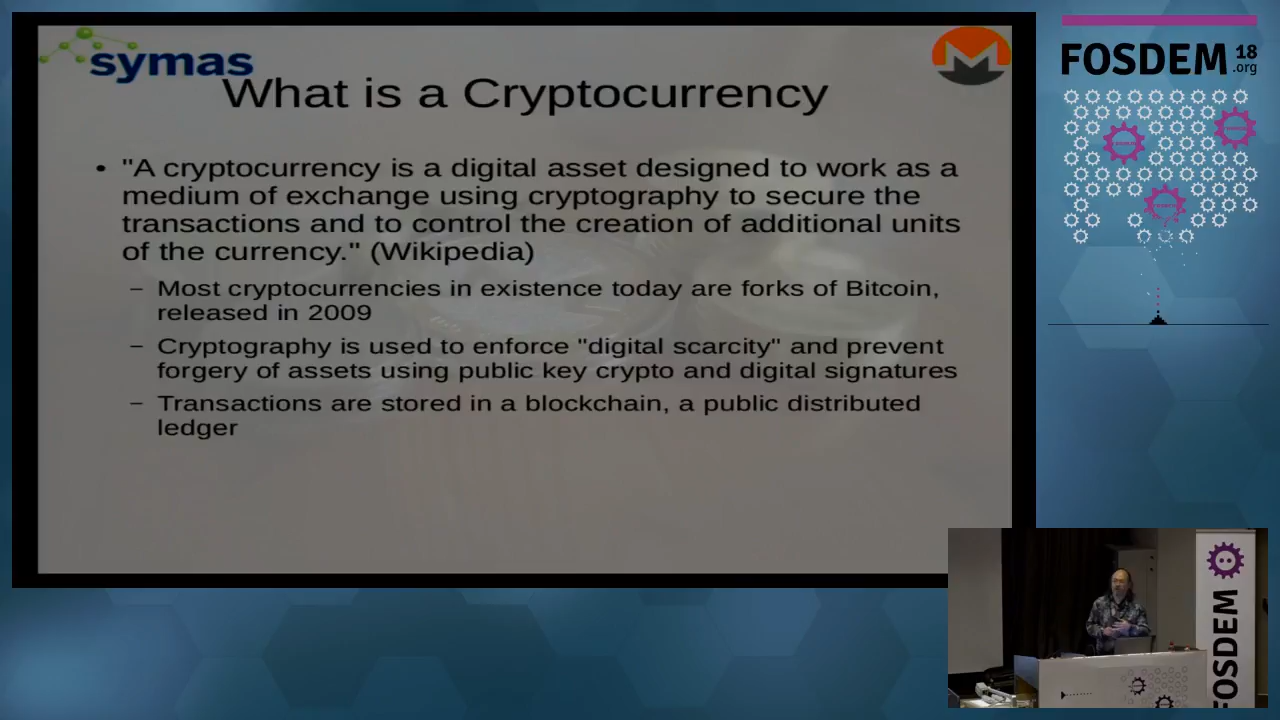 symas
What is a Cryptocurrency
• "A cryptocurrency is a digital asset designed to work as a
medium of exchange using cryptography to secure the
transactions and to control the creation of additional units
of the currency." (Wikipedia)
– Most cryptocurrencies in existence today are forks of Bitcoin,
released in 2009
– Cryptography is used to enforce "digital scarcity" and prevent
forgery of assets using public key crypto and digital signatures
– Transactions are stored in a blockchain, a public distributed
ledger
FOSDEM 18
.org
FOSDEM